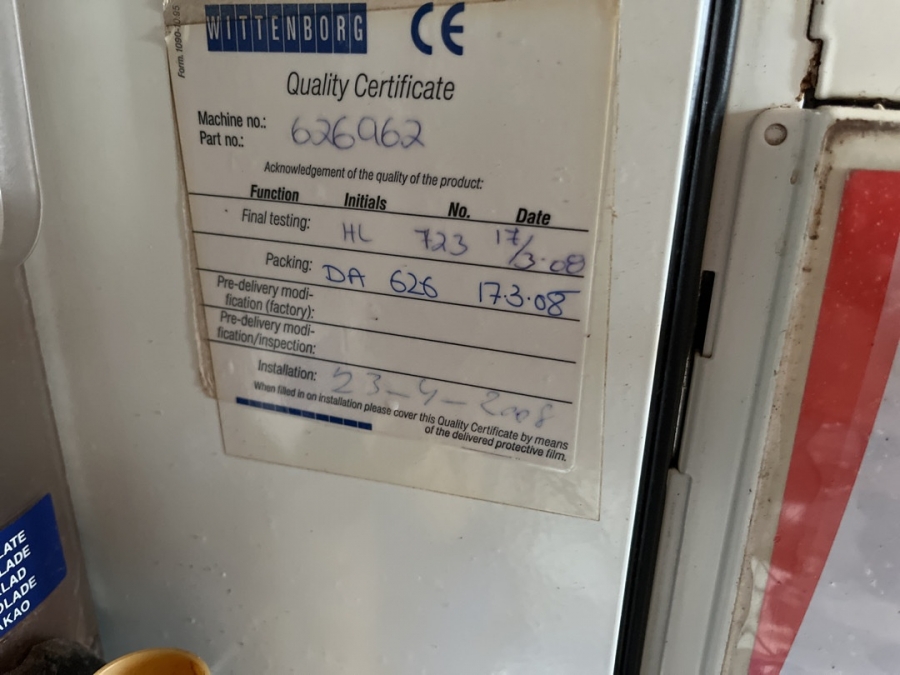 Form. 1090-10.95
WITTENBORG CE
Quality Certificate
Machine no.:
Part no.: 626962
Acknowledgement of the quality of the product:
Function Initials No. Date
Final testing: HL 723 17/3.08
Packing: DA 626 17.3.08
Pre-delivery modi-
fication (factory):
Pre-delivery modi-
fication/inspection:
Installation: 23-4-2008
When filled in on installation please cover this Quality Certificate by means
of the delivered protective film.
LATE
LADE
LAD
OLADE
AKAO